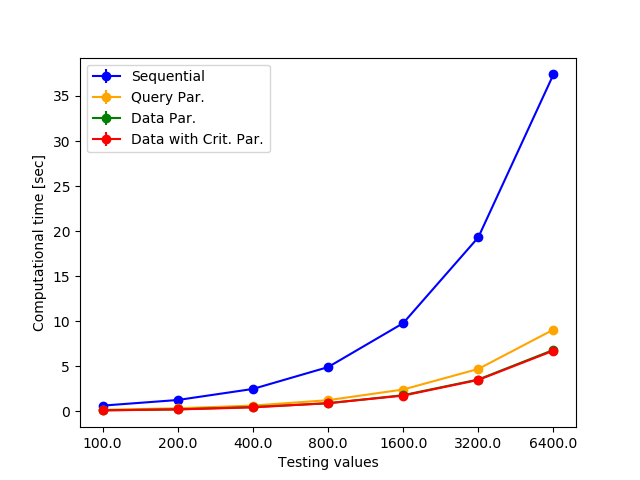 Sequential
Query Par.
Data Par.
Data with Crit. Par.
Computational time [sec]
35
30
25
20
15
10
5
0
100.0 200.0 400.0 800.0 1600.0 3200.0 6400.0
Testing values